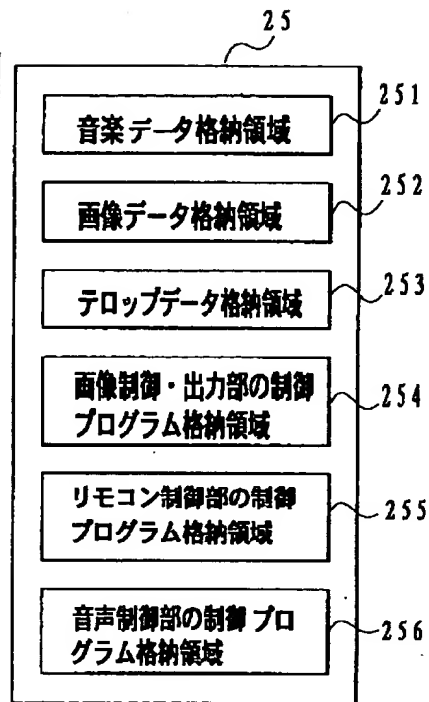 25
音楽データ格納領域
251
画像データ格納領域
252
テロップデータ格納領域
253
画像制御・出力部の制御
プログラム格納領域
254
リモコン制御部の制御
プログラム格納領域
255
音声制御部の制御プロ
グラム格納領域
256